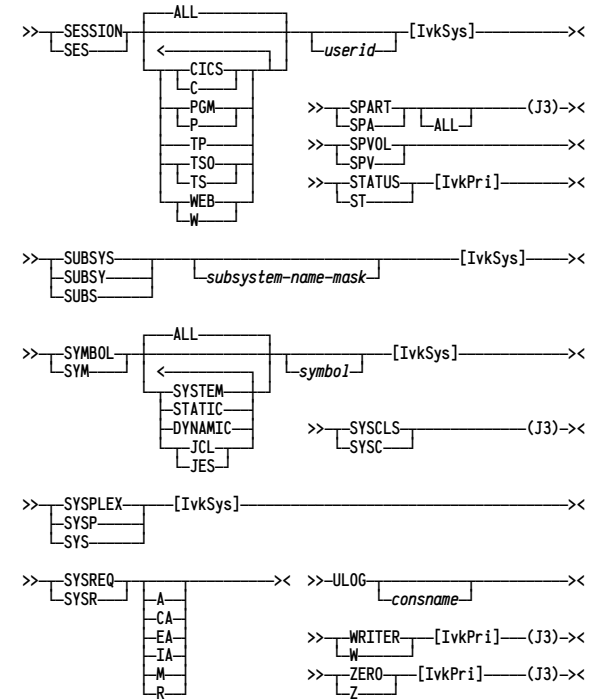 ALL
>> SESSION [IvkSys] ><
SES < userid
CICS
C
PGM >> SPART (J3) ><
P SPA ALL
TP >> SPVOL ><
TSO SPV
TS >> STATUS [IvkPri] ><
WEB ST
W
>> SUBSYS [IvkSys] ><
SUBSY subsystem-name-mask
SUBS
ALL
>> SYMBOL [IvkSys] ><
SYM < symbol
SYSTEM
STATIC
DYNAMIC >> SYSCLS (J3) ><
JCL SYSC
JES
>> SYSPLEX [IvkSys] ><
SYSP
SYS
>> SYSREQ >< >> ULOG ><
SYSR A consname
CA
EA >> WRITER [IvkPri] (J3) ><
IA W
M >> ZERO [IvkPri] (J3) ><
R Z